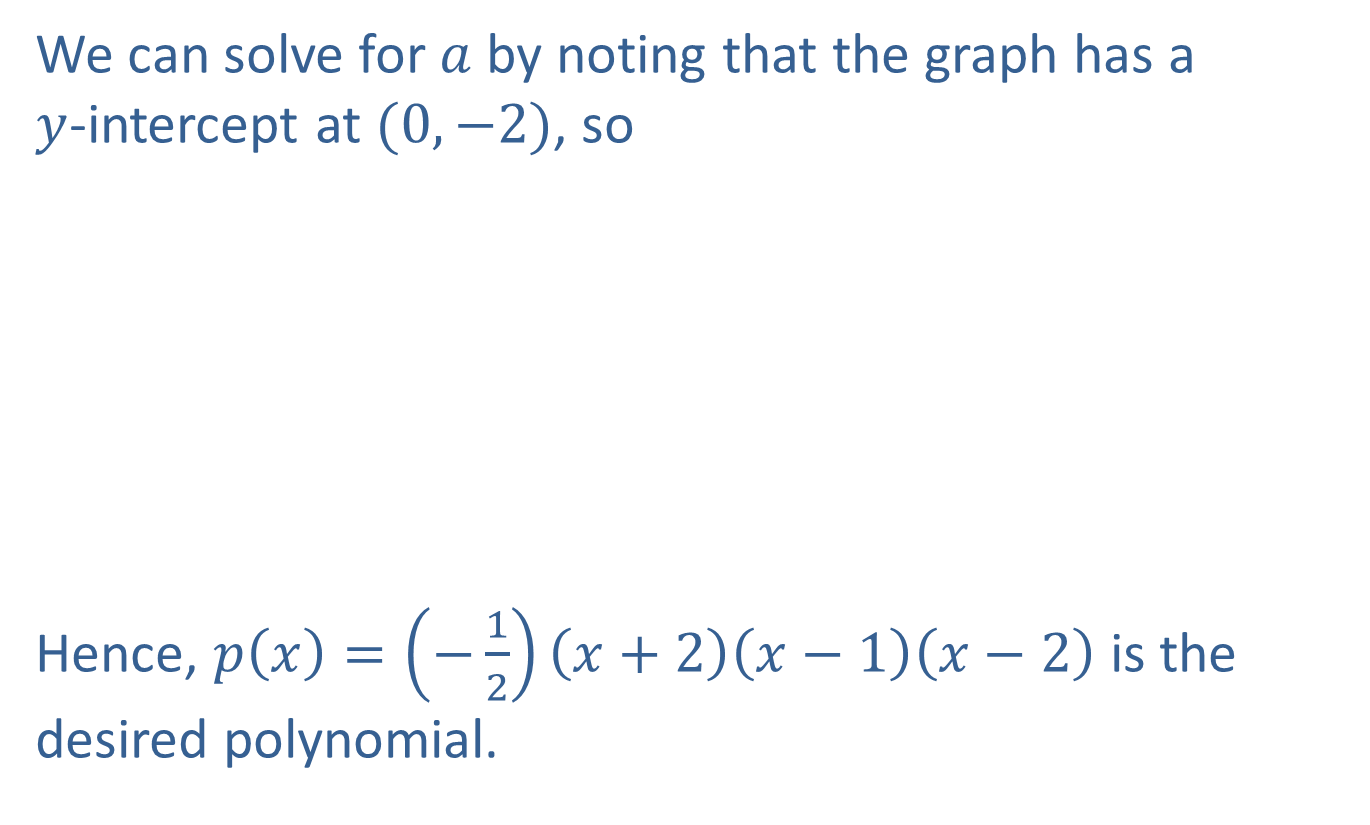 We can solve for 𝑎 by noting that the graph has a
𝑦-intercept at (0, −2), so
Hence, 𝑝(𝑥) = (−1/2)(𝑥 + 2)(𝑥 − 1)(𝑥 − 2) is the
desired polynomial.